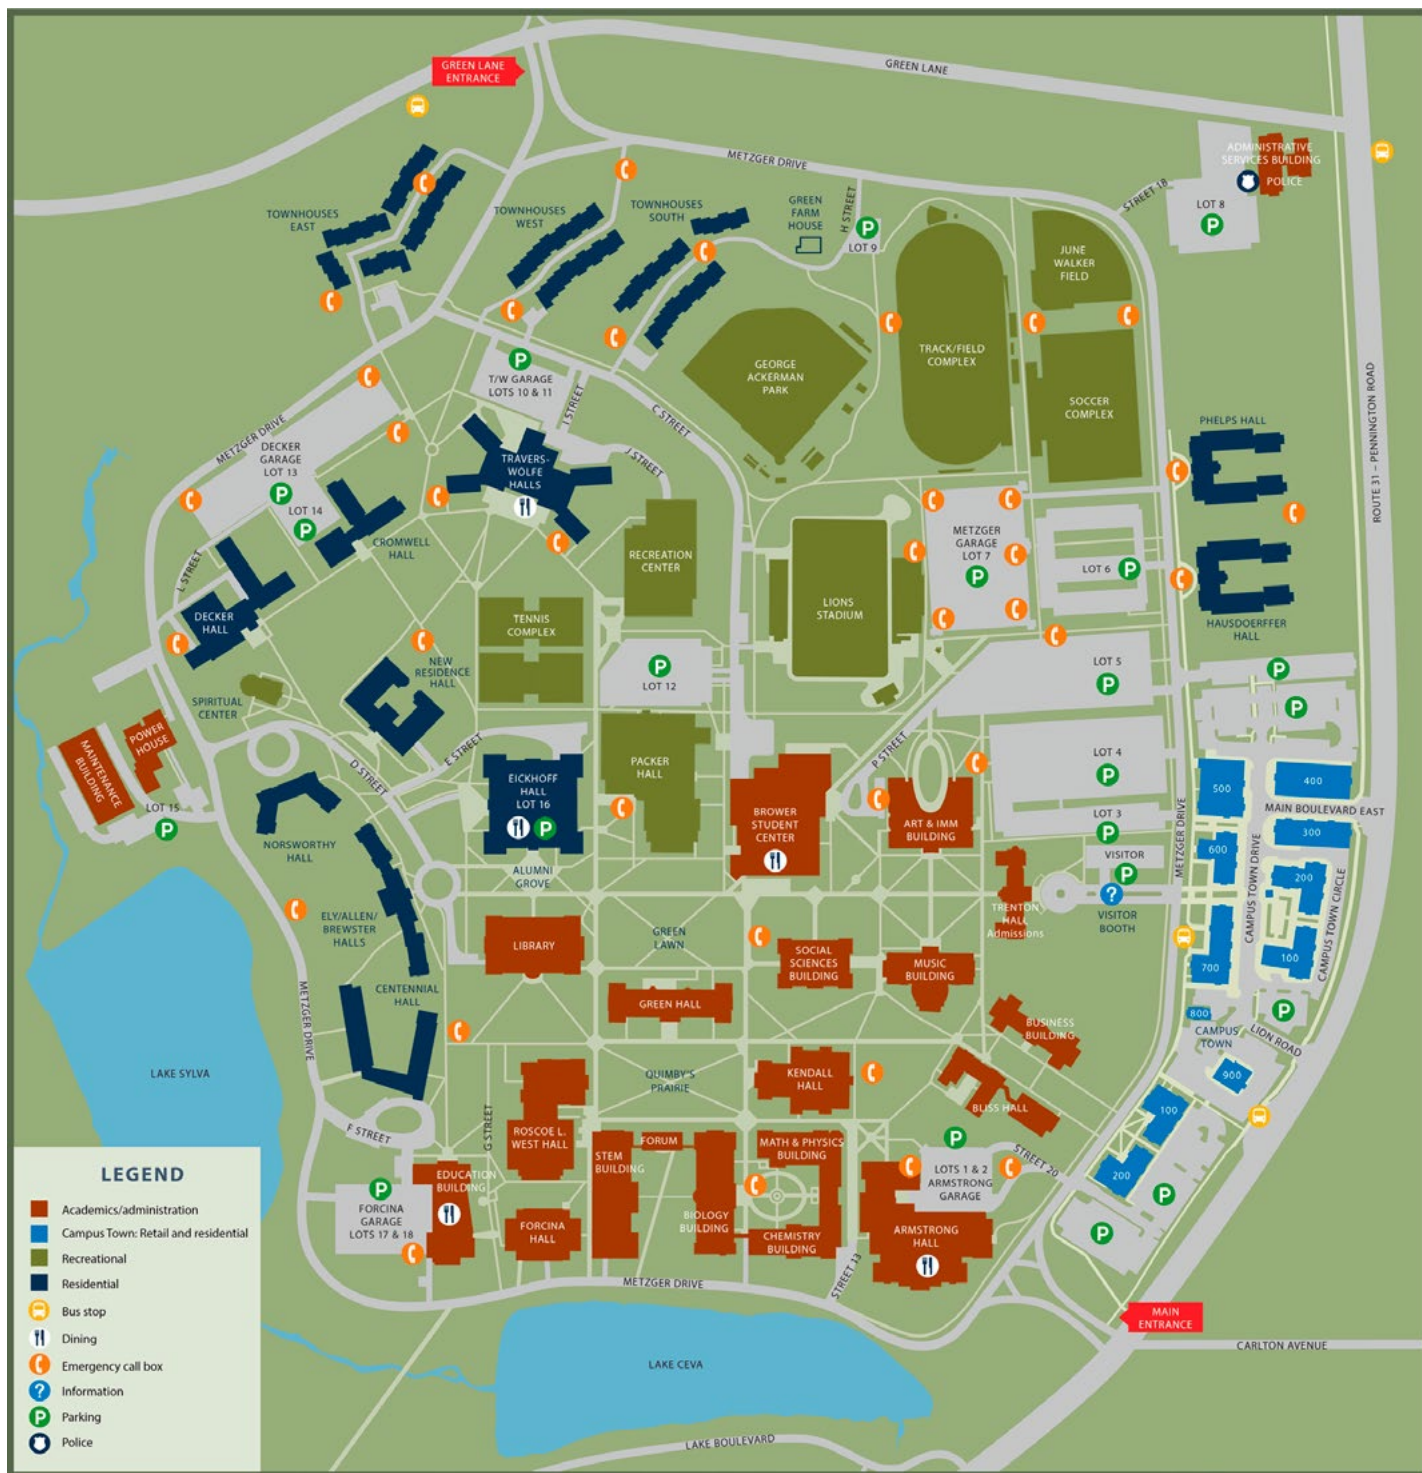 GREEN LANE
ENTRANCE
GREEN LANE
METZGER DRIVE
ADMINISTRATIVE
SERVICES BUILDING
POLICE
STREET 18
LOT 8
P
TOWNHOUSES
EAST
TOWNHOUSES
WEST
TOWNHOUSES
SOUTH
GREEN
FARM
HOUSE
H STREET
P
LOT 9
JUNE
WALKER
FIELD
TRACK/FIELD
COMPLEX
GEORGE
ACKERMAN
PARK
SOCCER
COMPLEX
ROUTE 31 – PENNINGTON ROAD
P
T/W GARAGE
LOTS 10 & 11
I STREET
C STREET
J STREET
METZGER DRIVE
DECKER
GARAGE
LOT 13
P
LOT 14
P
TRAVERS-
WOLFE
HALLS
CROMWELL
HALL
L STREET
DECKER
HALL
RECREATION
CENTER
TENNIS
COMPLEX
LIONS
STADIUM
METZGER
GARAGE
LOT 7
P
LOT 6
P
PHELPS HALL
HAUSDOERFFER
HALL
NEW
RESIDENCE
HALL
SPIRITUAL
CENTER
P
LOT 12
LOT 5
P
P
P
POWER
HOUSE
MAINTENANCE
BUILDING
LOT 15
P
D STREET
E STREET
EICKHOFF
HALL
LOT 16
P
PACKER
HALL
P STREET
BROWER
STUDENT
CENTER
ART & IMM
BUILDING
LOT 4
P
LOT 3
P
VISITOR
P
?
VISITOR
BOOTH
METZGER DRIVE
500
400
MAIN BOULEVARD EAST
300
600
200
CAMPUS TOWN DRIVE
CAMPUS TOWN CIRCLE
700
100
800
P
CAMPUS
TOWN
LION ROAD
900
NORSWORTHY
HALL
ALUMNI
GROVE
ELY/ALLEN/
BREWSTER
HALLS
LIBRARY
GREEN
LAWN
SOCIAL
SCIENCES
BUILDING
MUSIC
BUILDING
TRENTON
HALL
Admissions
CENTENNIAL
HALL
METZGER DRIVE
GREEN HALL
BUSINESS
BUILDING
LAKE SYLVA
QUIMBY'S
PRAIRIE
KENDALL
HALL
BLISS HALL
100
200
P
P
F STREET
G STREET
ROSCOE L.
WEST HALL
STEM
BUILDING
FORUM
MATH & PHYSICS
BUILDING
P
LOTS 1 & 2
ARMSTRONG
GARAGE
STREET 20
EDUCATION
BUILDING
P
FORCINA
GARAGE
LOTS 17 & 18
FORCINA
HALL
BIOLOGY
BUILDING
CHEMISTRY
BUILDING
ARMSTRONG
HALL
STREET 13
METZGER DRIVE
MAIN
ENTRANCE
CARLTON AVENUE
LAKE CEVA
LAKE BOULEVARD
LEGEND
Academics/administration
Campus Town: Retail and residential
Recreational
Residential
Bus stop
Dining
Emergency call box
? Information
P Parking
Police